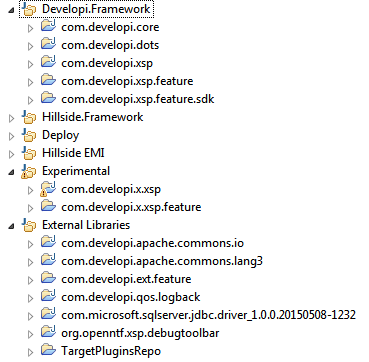 Developi.Framework
com.developi.core
com.developi.dots
com.developi.xsp
com.developi.xsp.feature
com.developi.xsp.feature.sdk
Hillside.Framework
Deploy
Hillside EMI
Experimental
com.developi.x.xsp
com.developi.x.xsp.feature
External Libraries
com.developi.apache.commons.io
com.developi.apache.commons.lang3
com.developi.ext.feature
com.developi.qos.logback
com.microsoft.sqlserver.jdbc.driver_1.0.0.20150508-1232
org.openntf.xsp.debugtoolbar
TargetPluginsRepo